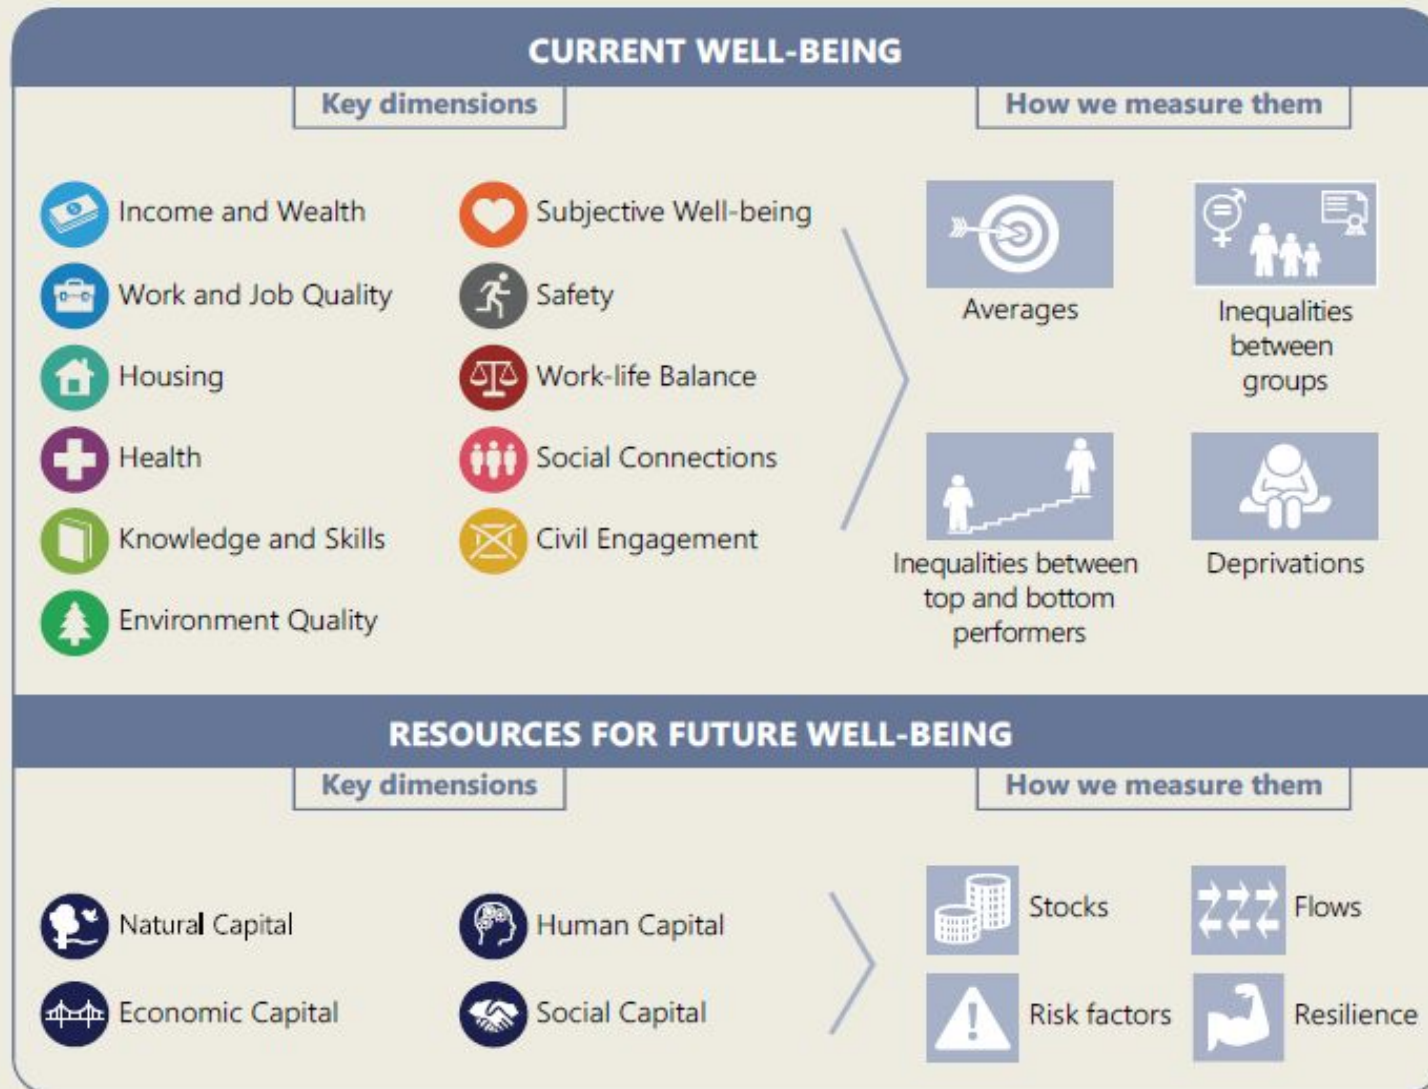 CURRENT WELL-BEING
Key dimensions
How we measure them
Income and Wealth
Work and Job Quality
Housing
Health
Knowledge and Skills
Environment Quality
Subjective Well-being
Safety
Work-life Balance
Social Connections
Civil Engagement
Averages
Inequalities
between
groups
Inequalities between
top and bottom
performers
Deprivations
RESOURCES FOR FUTURE WELL-BEING
Key dimensions
How we measure them
Natural Capital
Economic Capital
Human Capital
Social Capital
Stocks
Flows
Risk factors
Resilience